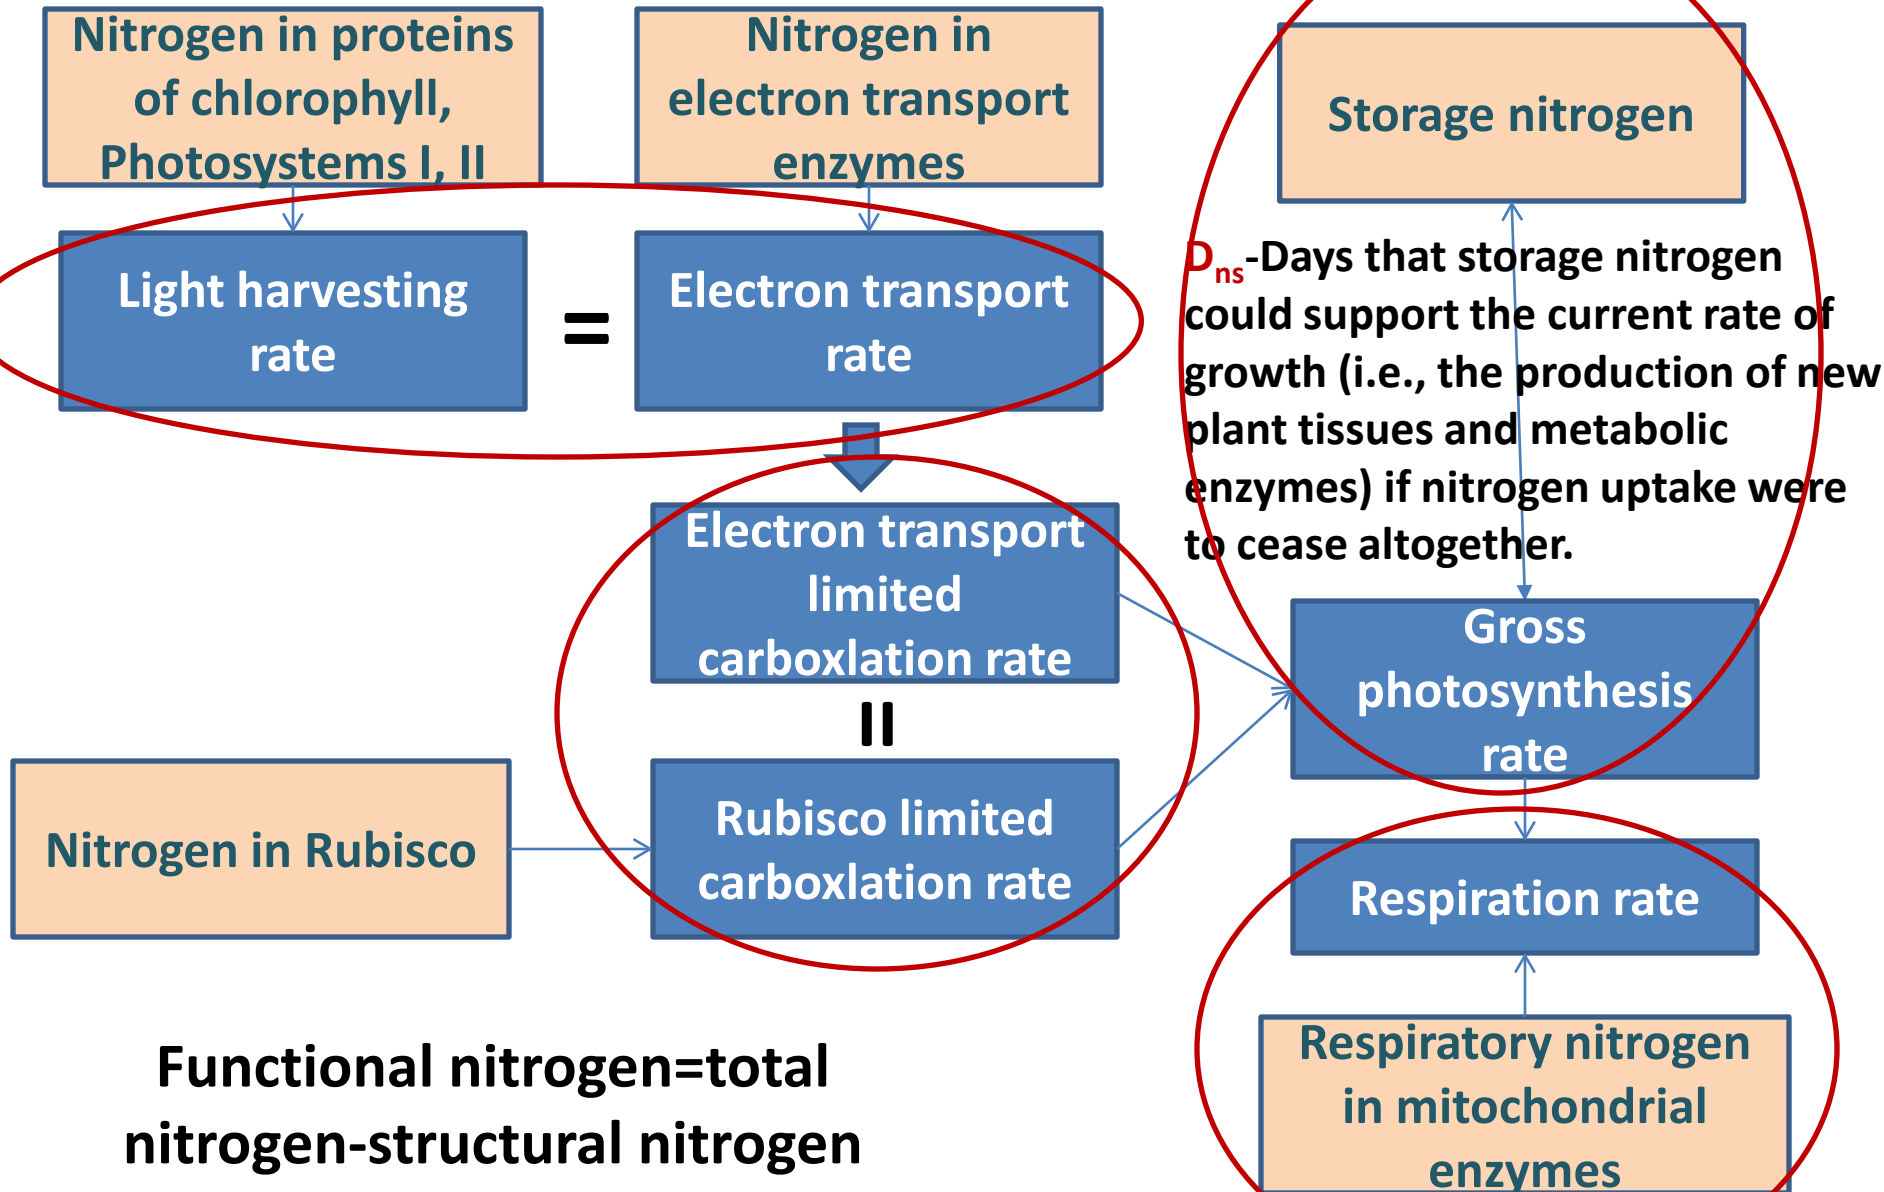 Nitrogen in proteins
of chlorophyll,
Photosystems I, II
Nitrogen in
electron transport
enzymes
Storage nitrogen
Light harvesting
rate
=
Electron transport
rate
Dns-Days that storage nitrogen
could support the current rate of
growth (i.e., the production of new
plant tissues and metabolic
enzymes) if nitrogen uptake were
to cease altogether.
Electron transport
limited
carboxlation rate
=
Gross
photosynthesis
rate
Nitrogen in Rubisco
Rubisco limited
carboxlation rate
Respiration rate
Respiratory nitrogen
in mitochondrial
enzymes
Functional nitrogen=total
nitrogen-structural nitrogen